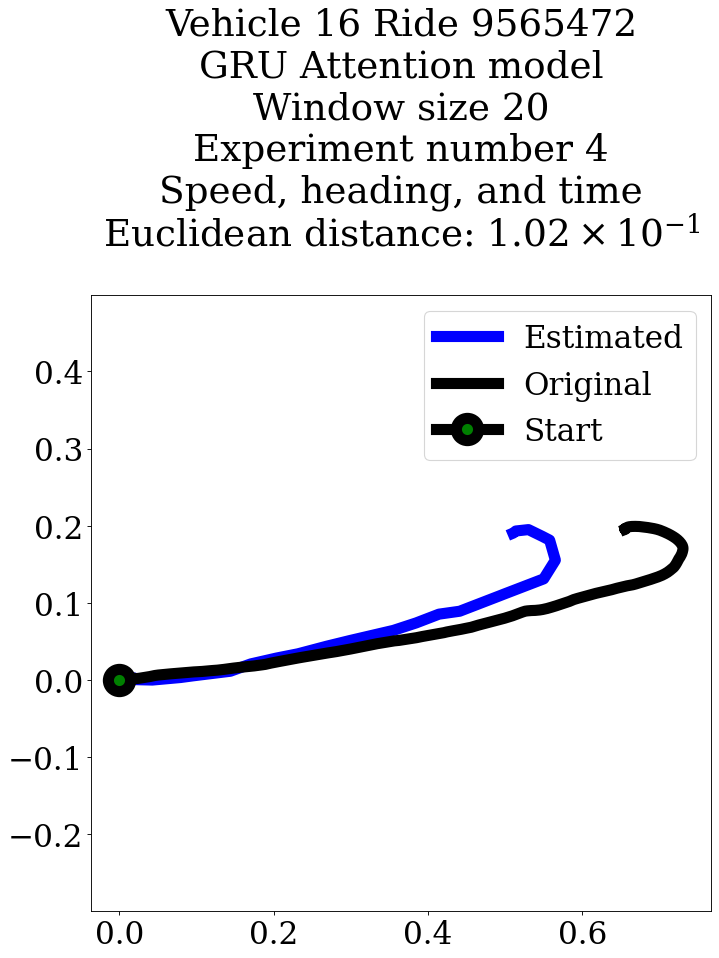 Vehicle 16 Ride 9565472
GRU Attention model
Window size 20
Experiment number 4
Speed, heading, and time
Euclidean distance: 1.02 × 10⁻¹
Estimated
Original
Start
0.4
0.3
0.2
0.1
0.0
−0.1
−0.2
0.0 0.2 0.4 0.6